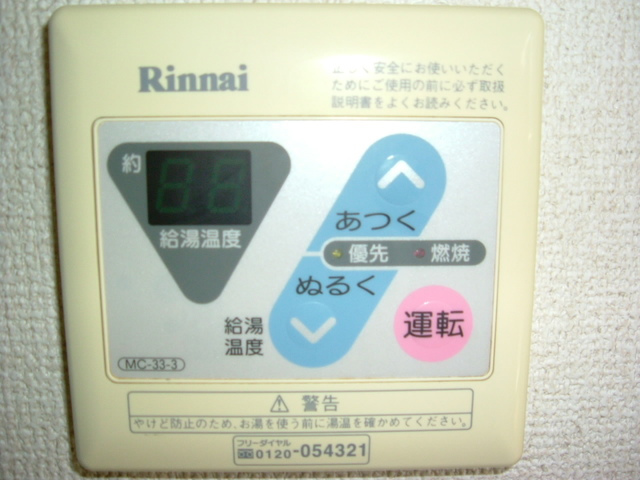 Rinnai
正しく安全にお使いいただく
ためにご使用の前に必ず取扱
説明書をよくお読みください。
約
給湯温度
あつく
優先 燃焼
ぬるく
給湯
温度
運転
MC-33-3
警告
やけど防止のため、お湯を使う前に湯温を確かめてください。
フリーダイヤル
0120-054321